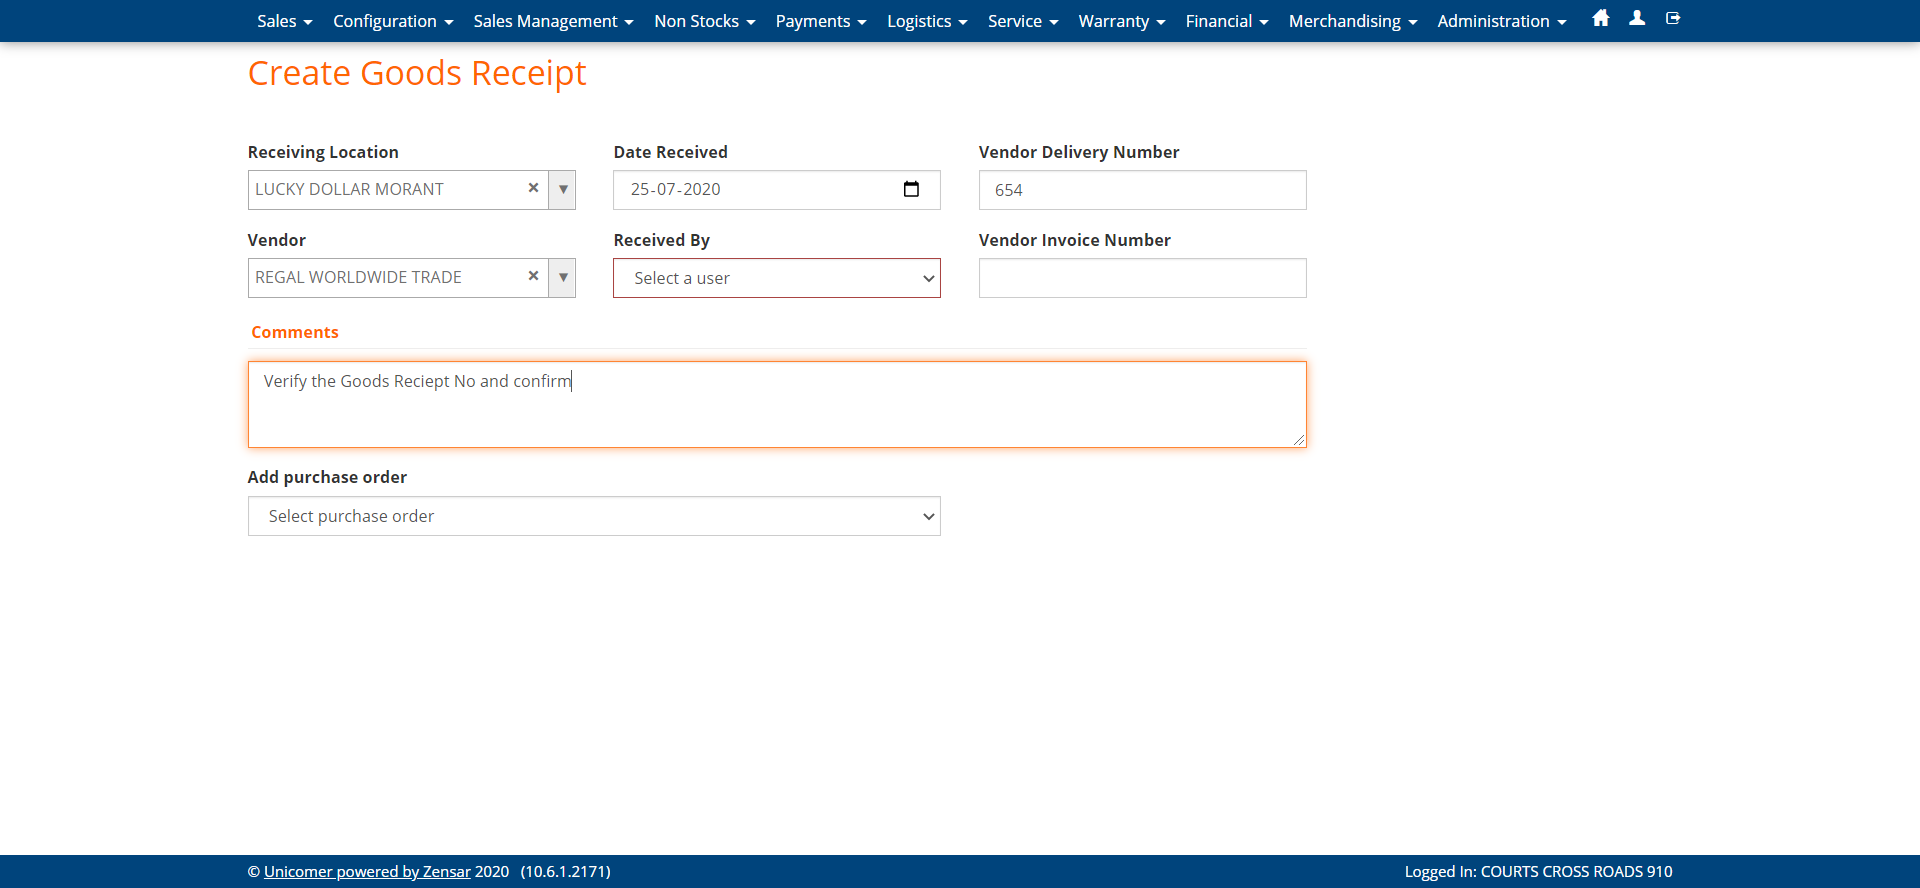 Sales Configuration Sales Management Non Stocks Payments Logistics Service Warranty Financial Merchandising Administration
Create Goods Receipt
Receiving Location Date Received Vendor Delivery Number
LUCKY DOLLAR MORANT × 25-07-2020 654
Vendor Received By Vendor Invoice Number
REGAL WORLDWIDE TRADE × Select a user
Comments
Verify the Goods Reciept No and confirm
Add purchase order
Select purchase order
© Unicomer powered by Zensar 2020 (10.6.1.2171) Logged In: COURTS CROSS ROADS 910